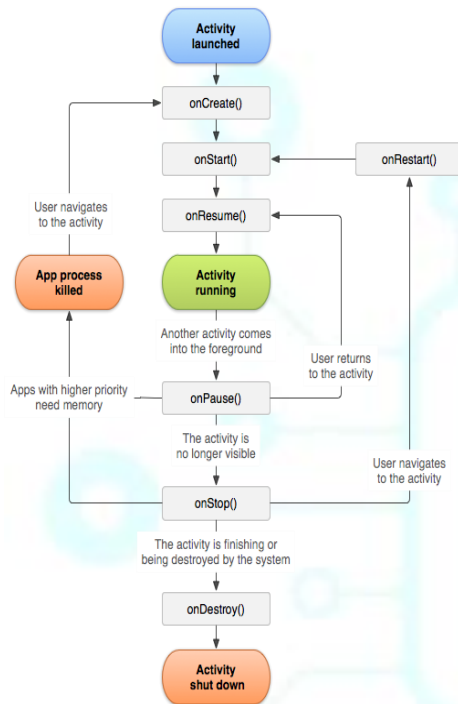 Activity
launched
onCreate()
onStart()
onRestart()
User navigates
to the activity
onResume()
App process
killed
Activity
running
Another activity comes
into the foreground
User returns
to the activity
Apps with higher priority
need memory
onPause()
The activity is
no longer visible
User navigates
to the activity
onStop()
The activity is finishing or
being destroyed by the system
onDestroy()
Activity
shut down